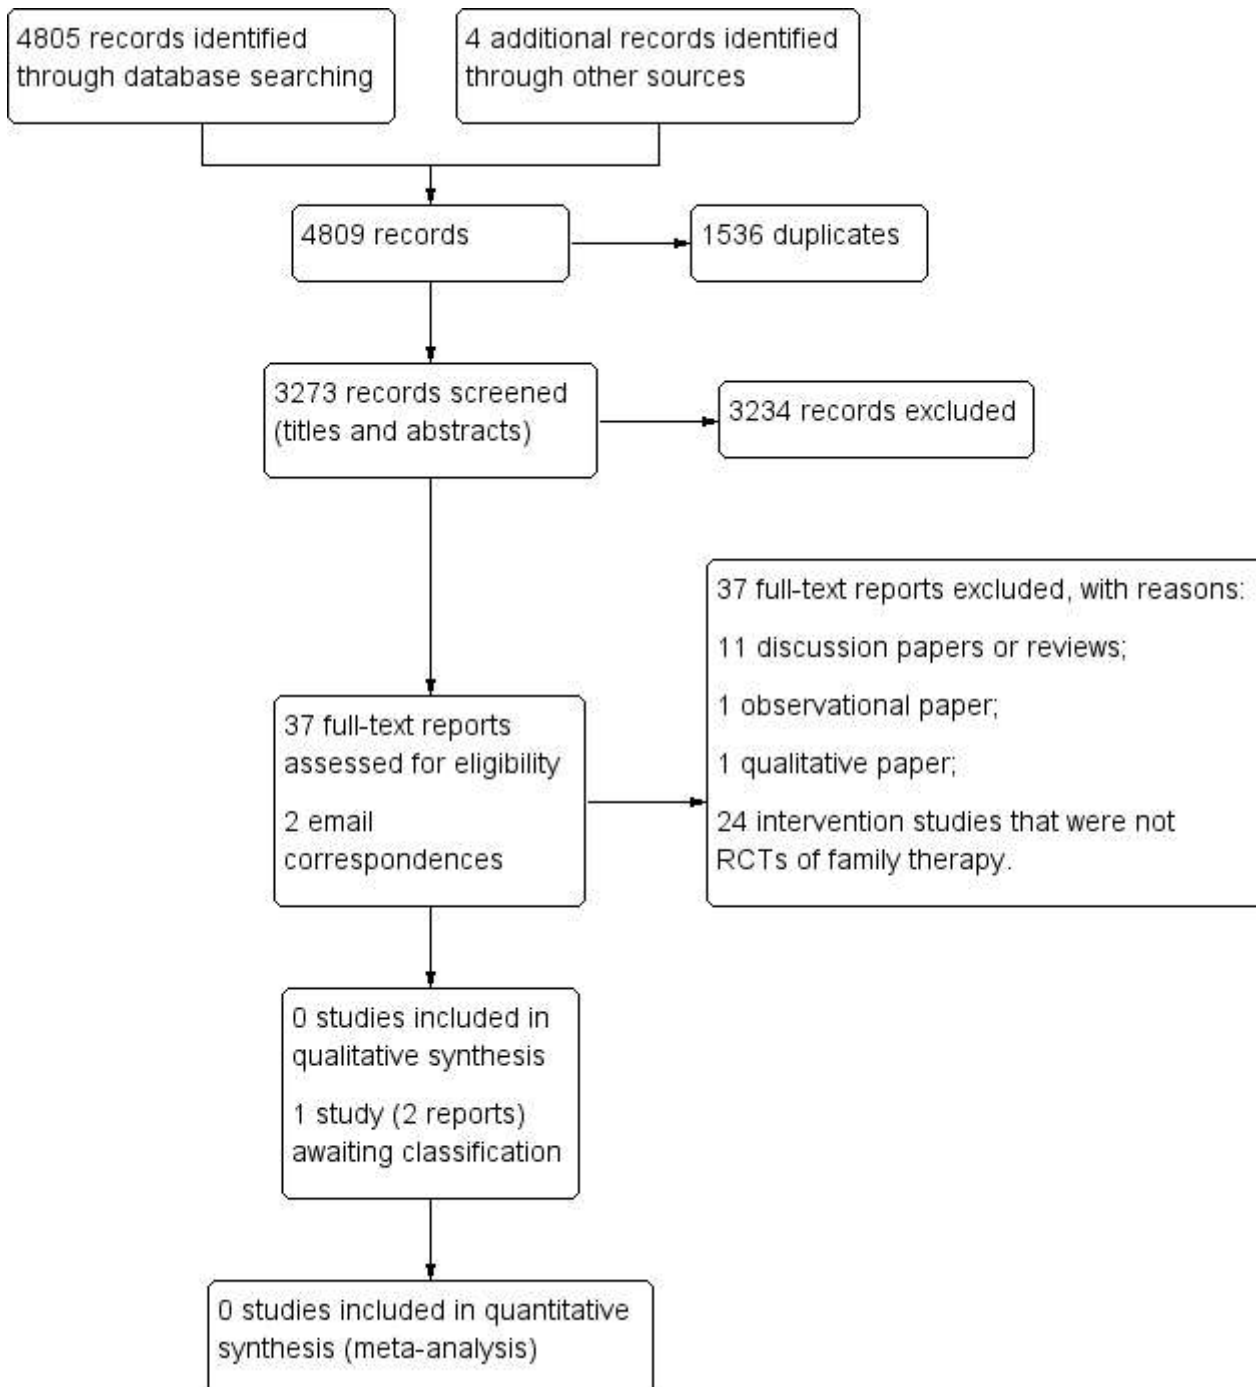 4805 records identified
through database searching
4 additional records identified
through other sources
4809 records
1536 duplicates
3273 records screened
(titles and abstracts)
3234 records excluded
37 full-text reports
assessed for eligibility
2 email
correspondences
37 full-text reports excluded, with reasons:
11 discussion papers or reviews;
1 observational paper;
1 qualitative paper;
24 intervention studies that were not
RCTs of family therapy.
0 studies included in
qualitative synthesis
1 study (2 reports)
awaiting classification
0 studies included in quantitative
synthesis (meta-analysis)